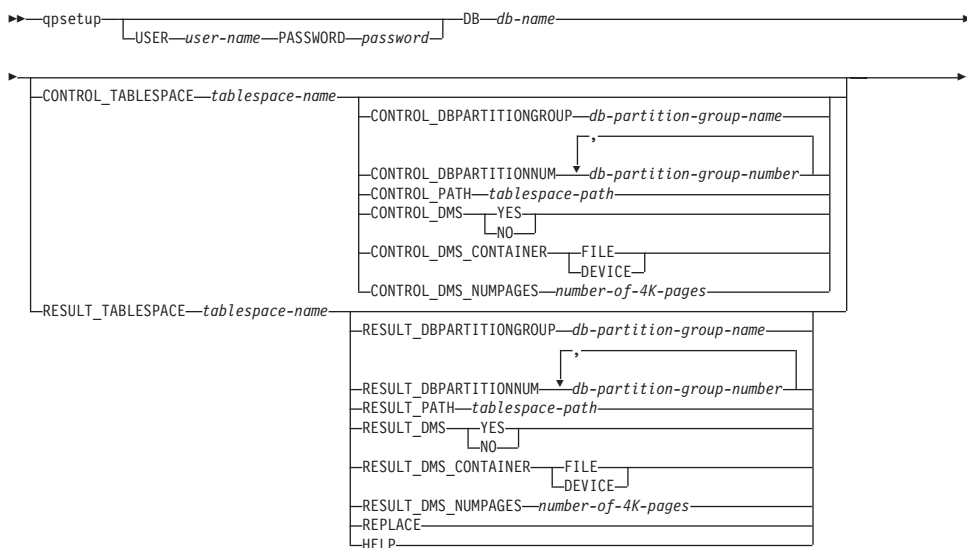 qpsetup DB db-name
USER user-name PASSWORD password
CONTROL_TABLESPACE tablespace-name
CONTROL_DBPARTITIONGROUP db-partition-group-name
,
CONTROL_DBPARTITIONNUM db-partition-group-number
CONTROL_PATH tablespace-path
CONTROL_DMS YES
NO
CONTROL_DMS_CONTAINER FILE
DEVICE
CONTROL_DMS_NUMPAGES number-of-4K-pages
RESULT_TABLESPACE tablespace-name
RESULT_DBPARTITIONGROUP db-partition-group-name
,
RESULT_DBPARTITIONNUM db-partition-group-number
RESULT_PATH tablespace-path
RESULT_DMS YES
NO
RESULT_DMS_CONTAINER FILE
DEVICE
RESULT_DMS_NUMPAGES number-of-4K-pages
REPLACE
HELP